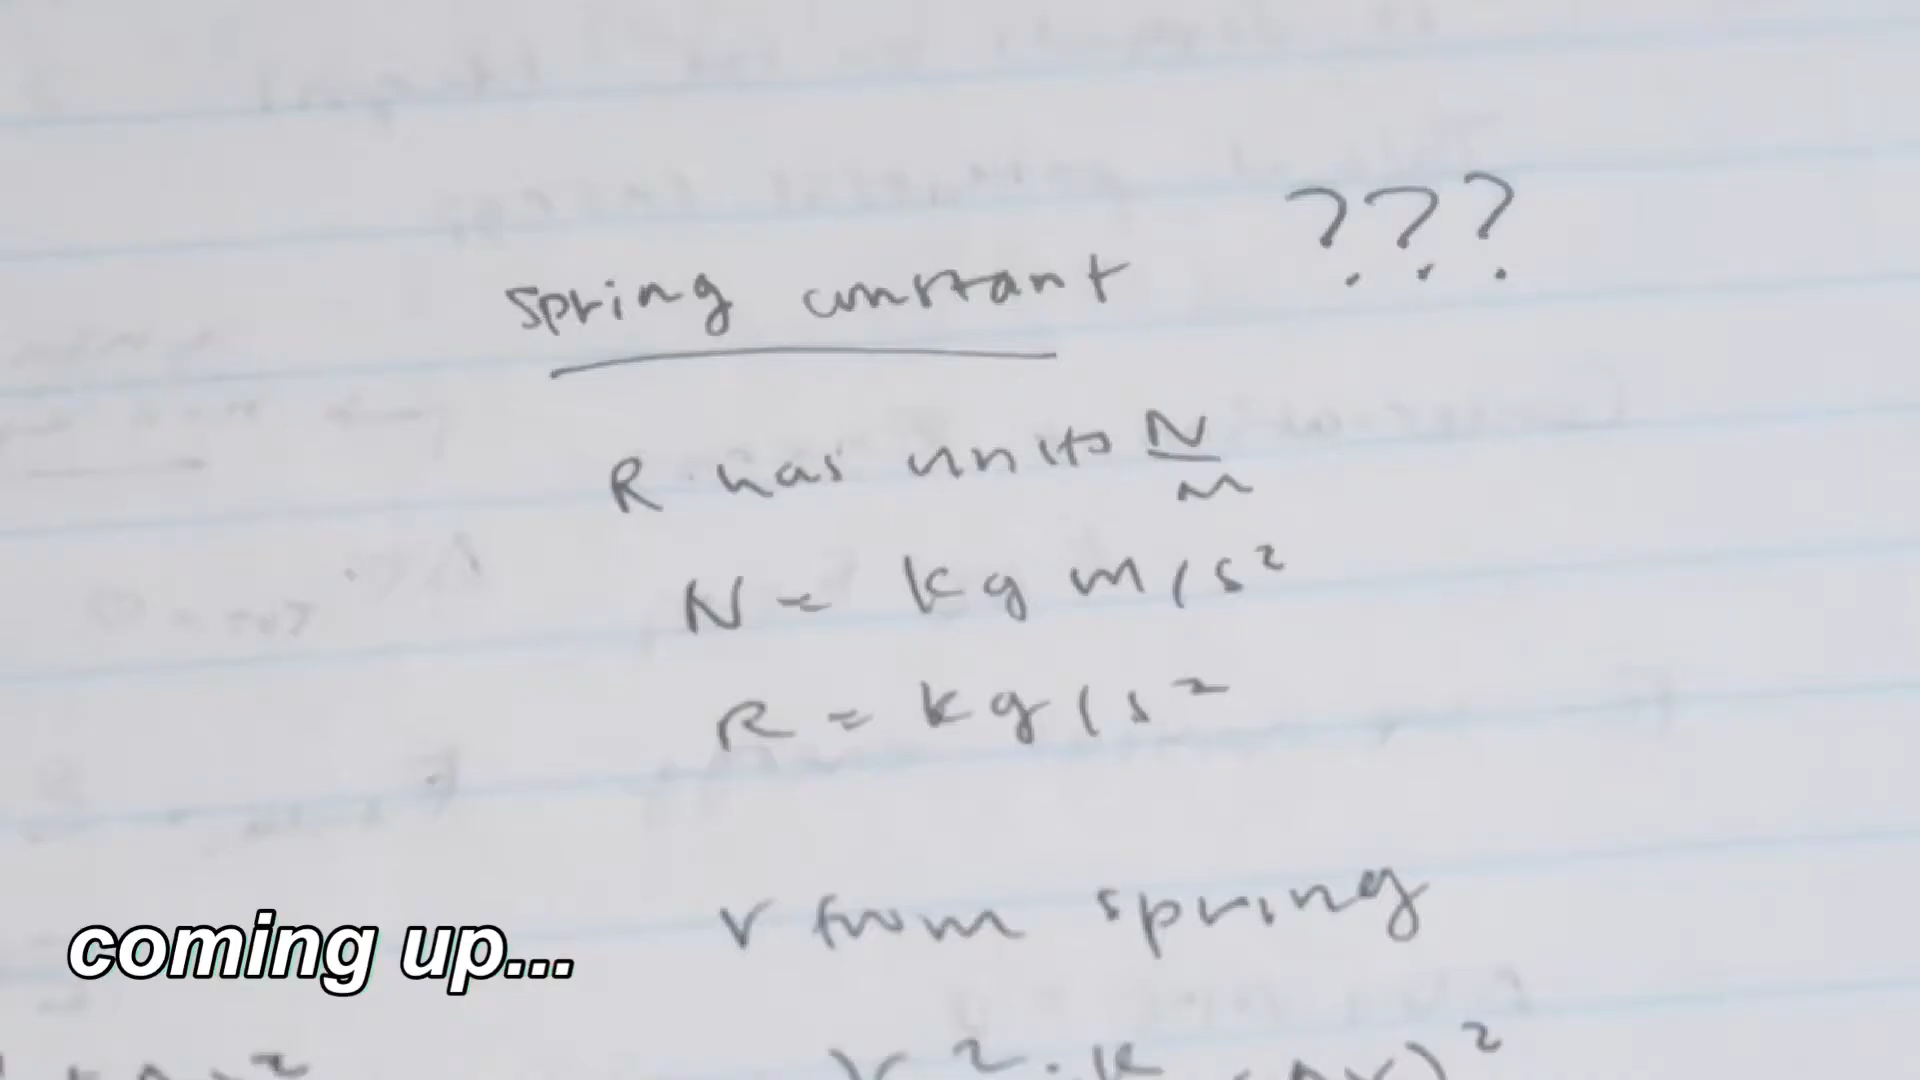 spring constant ???
R has units N/m
N = kg m/s²
R = kg/s²
v from spring
coming up...